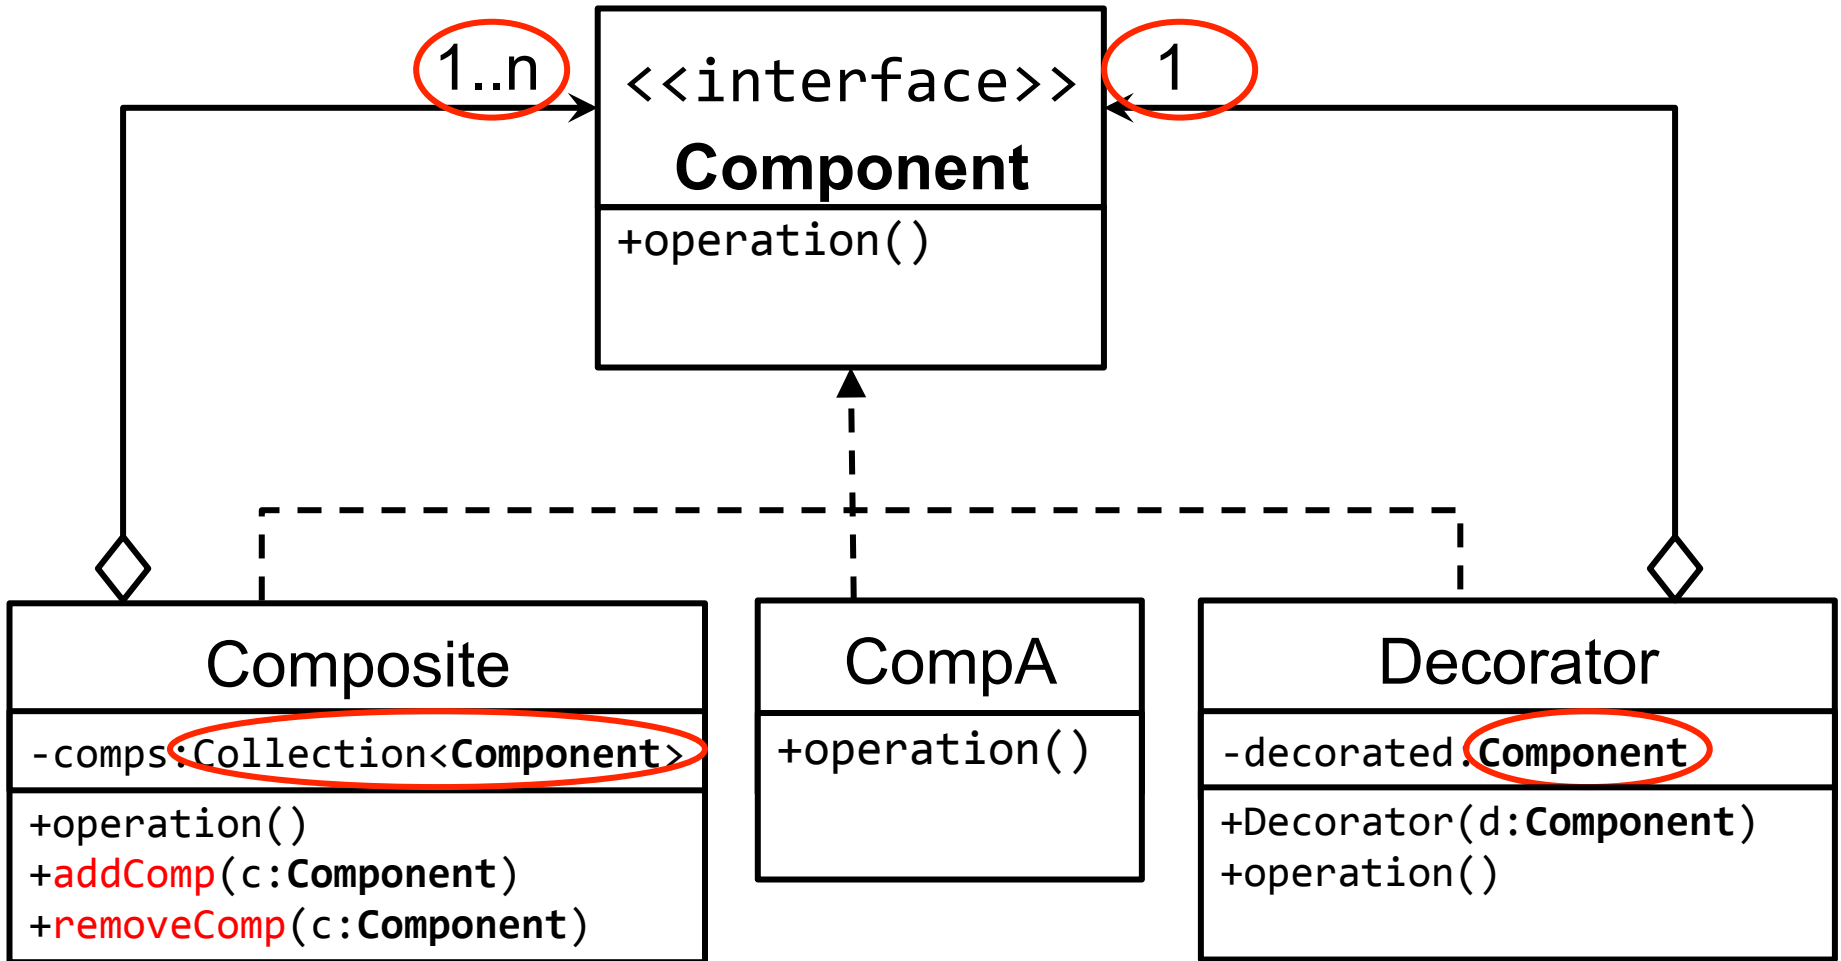 1..n
<<interface>>
1
Component
+operation()
Composite
-comps:Collection<Component>
+operation()
+addComp(c:Component)
+removeComp(c:Component)
CompA
+operation()
Decorator
-decorated:Component
+Decorator(d:Component)
+operation()